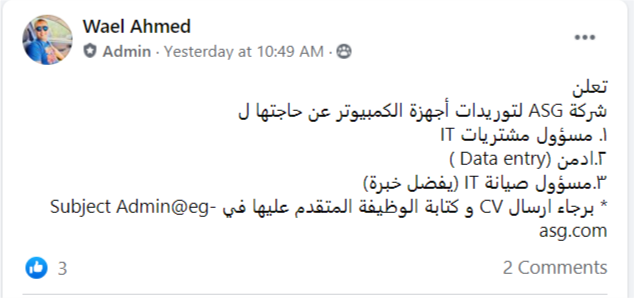 Wael Ahmed
Admin · Yesterday at 10:49 AM ·
تعلن
شركة ASG لتوريدات أجهزة الكمبيوتر عن حاجتها ل
١. مسؤول مشتريات IT
٢.ادمن (Data entry )
٣.مسؤول صيانة IT (يفضل خبرة)
* برجاء ارسال CV و كتابة الوظيفة المتقدم عليها في Subject Admin@eg-
asg.com
3
2 Comments